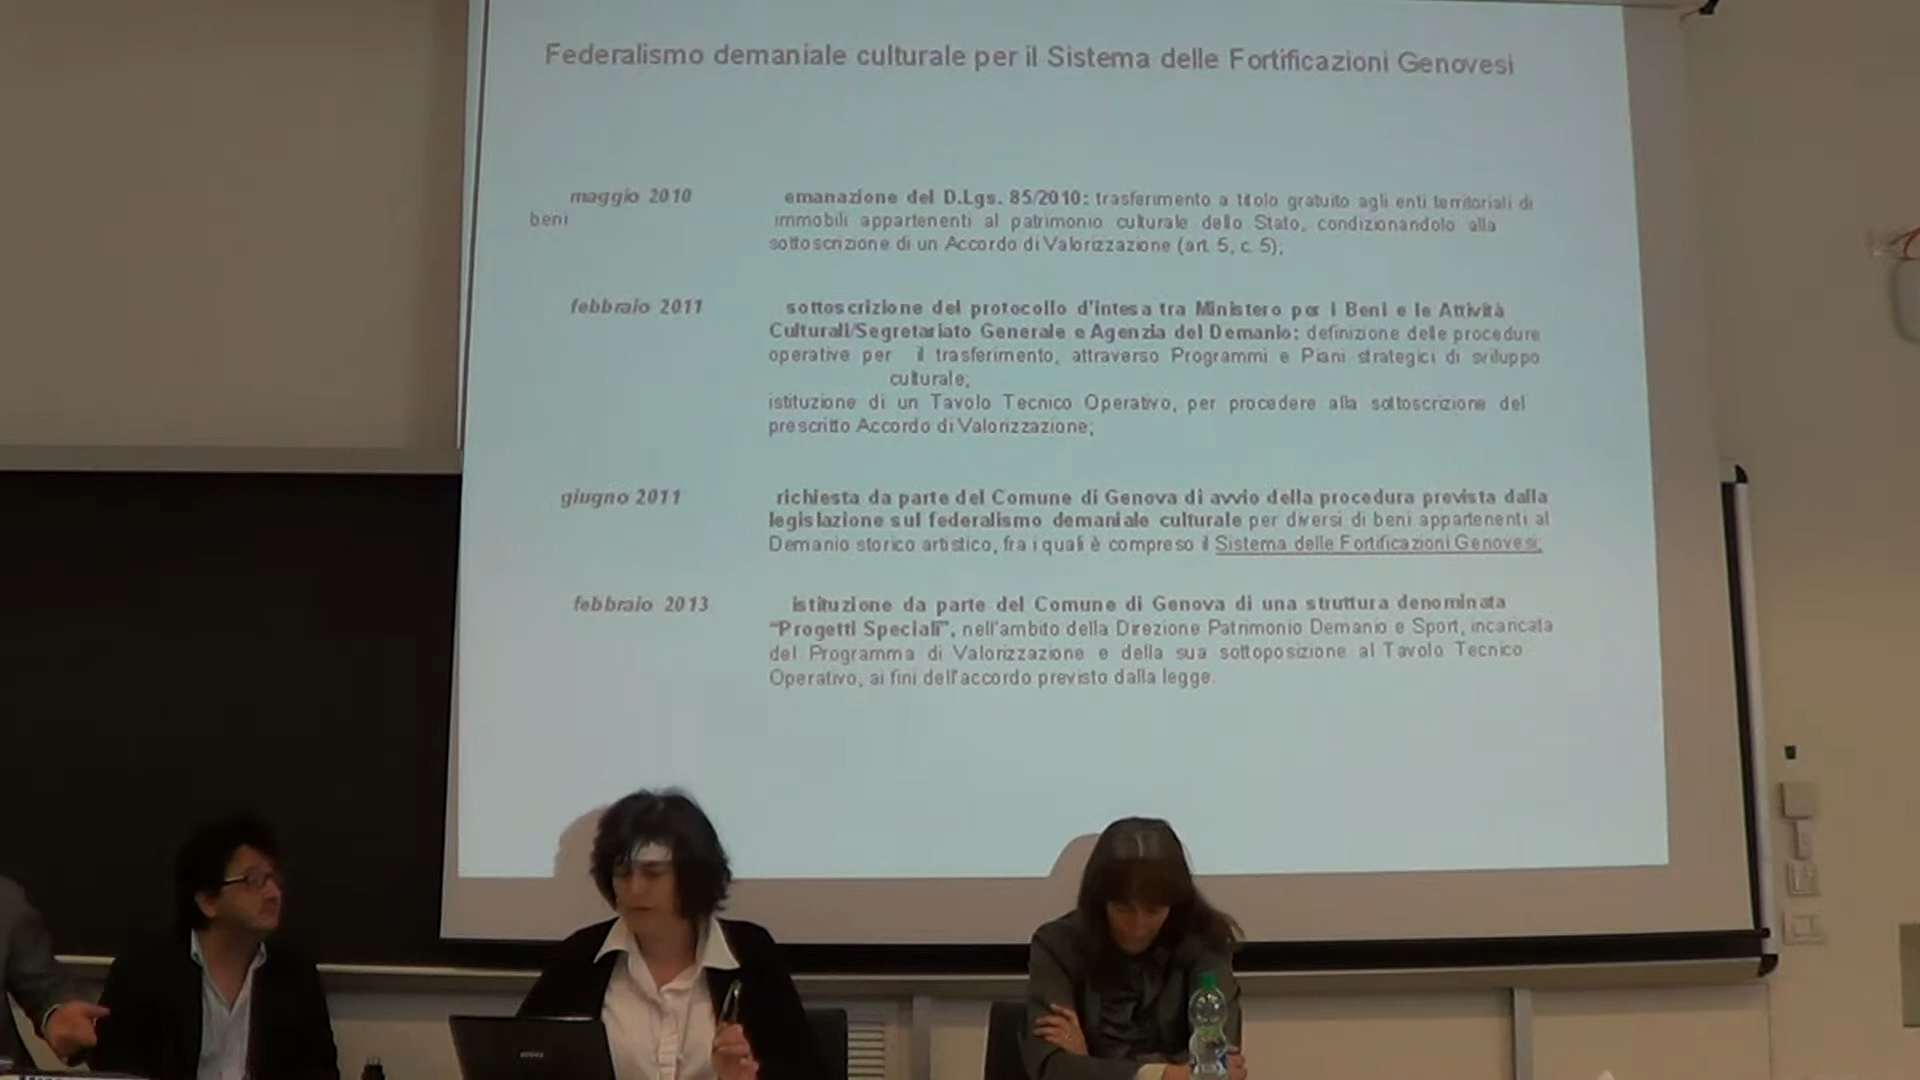 Federalismo demaniale culturale per il Sistema delle Fortificazioni Genovesi
maggio 2010 emanazione del D.Lgs. 85/2010: trasferimento a titolo gratuito agli enti territoriali di
beni immobili appartenenti al patrimonio culturale dello Stato, condizionandolo alla
sottoscrizione di un Accordo di Valorizzazione (art. 5, c. 5);
febbraio 2011 sottoscrizione del protocollo d'intesa tra Ministero per i Beni e le Attività
Culturali/Segretariato Generale e Agenzia del Demanio: definizione delle procedure
operative per il trasferimento, attraverso Programmi e Piani strategici di sviluppo
culturale;
istituzione di un Tavolo Tecnico Operativo, per procedere alla sottoscrizione del
prescritto Accordo di Valorizzazione;
giugno 2011 richiesta da parte del Comune di Genova di avvio della procedura prevista dalla
legislazione sul federalismo demaniale culturale per diversi di beni appartenenti al
Demanio storico artistico, fra i quali è compreso il Sistema delle Fortificazioni Genovesi;
febbraio 2013 istituzione da parte del Comune di Genova di una struttura denominata
"Progetti Speciali", nell'ambito della Direzione Patrimonio Demanio e Sport, incaricata
del Programma di Valorizzazione e della sua sottoposizione al Tavolo Tecnico
Operativo, ai fini dell'accordo previsto dalla legge.